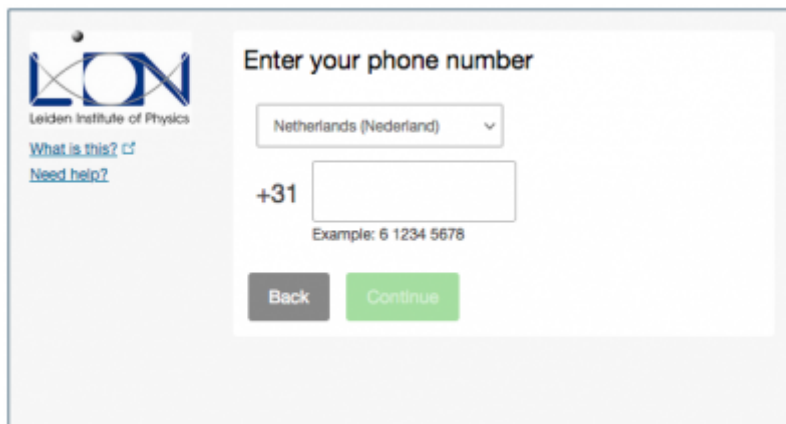 LION
Leiden Institute of Physics
What is this?
Need help?
Enter your phone number
Netherlands (Nederland)
+31
Example: 6 1234 5678
Back
Continue